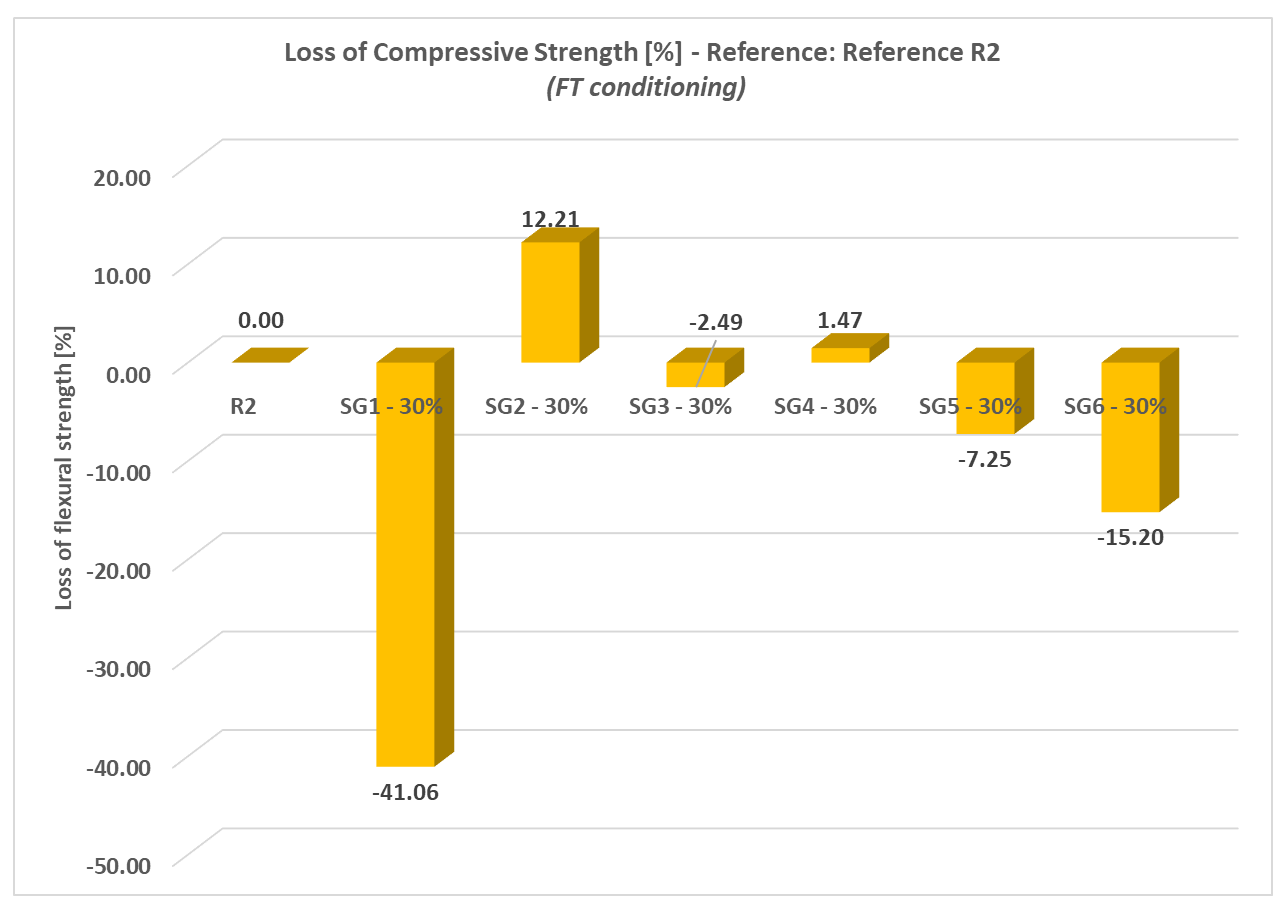 Loss of Compressive Strength [%] - Reference: Reference R2
(FT conditioning)
Loss of flexural strength [%]
20.00
10.00
0.00
-10.00
-20.00
-30.00
-40.00
-50.00
0.00
-41.06
12.21
-2.49
1.47
-7.25
-15.20
R2
SG1 - 30%
SG2 - 30%
SG3 - 30%
SG4 - 30%
SG5 - 30%
SG6 - 30%